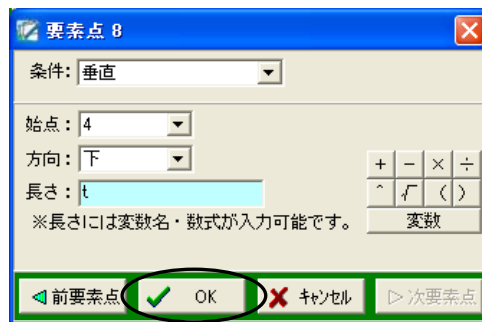 要素点 8
条件: 垂直
始点: 4
方向: 下
長さ: t
+ - × ÷
^ √ ( )
※長さには変数名・数式が入力可能です。 変数
前要素点 OK キャンセル 次要素点